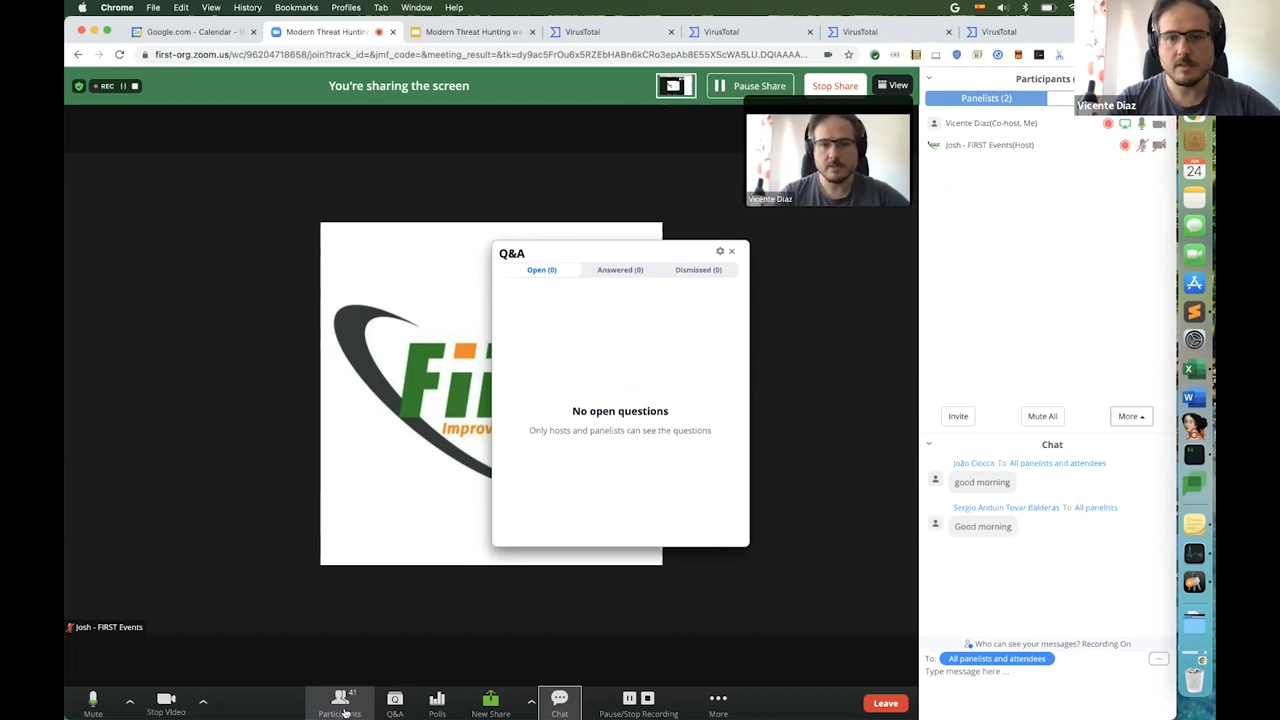 Chrome File Edit View History Bookmarks Profiles Tab Window Help
Google.com - Calendar - We
Modern Threat Hunting
Modern Threat Hunting we
VirusTotal
VirusTotal
VirusTotal
VirusTotal
first-org.zoom.us/wc/96204718658/join?track_id=&jmf_code=&meeting_result=&tk=dy9ac5FrOu6x5RZEbHABn6kCRo3epAb8E55XScWA5LU.DQIAAAA...
REC
You're sharing the screen
Pause Share
Stop Share
View
Participants (
Panelists (2)
Vicente Diaz
Vicente Diaz(Co-host, Me)
Josh - FIRST Events(Host)
Vicente Diaz
JUN
24
Q&A
Open (0)
Answered (0)
Dismissed (0)
Fi
Improv
No open questions
Only hosts and panelists can see the questions
Invite
Mute All
More
Chat
joão Ciocca To All panelists and attendees
good morning
Sergio Anduin Tovar Balderas To All panelists
Good morning
Josh - FIRST Events
Who can see your messages? Recording On
To: All panelists and attendees
Type message here ...
Mute
Stop Video
41
Participants
Q&A
Polls
New Share
Chat
Pause/Stop Recording
More
Leave